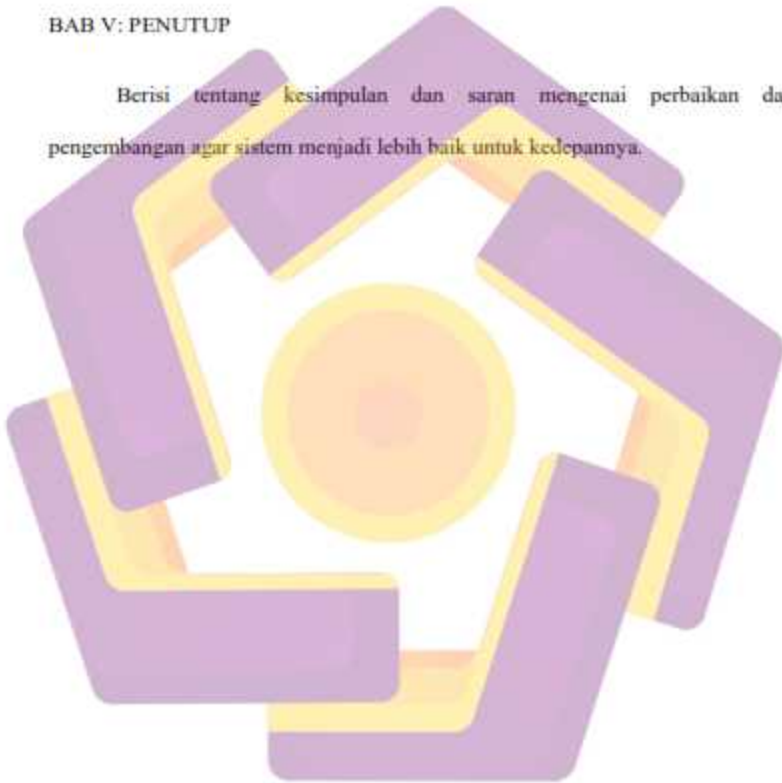 BAB V: PENUTUP
Berisi tentang kesimpulan dan saran mengenai perbaikan da
pengembangan agar sistem menjadi lebih baik untuk kedepannya.